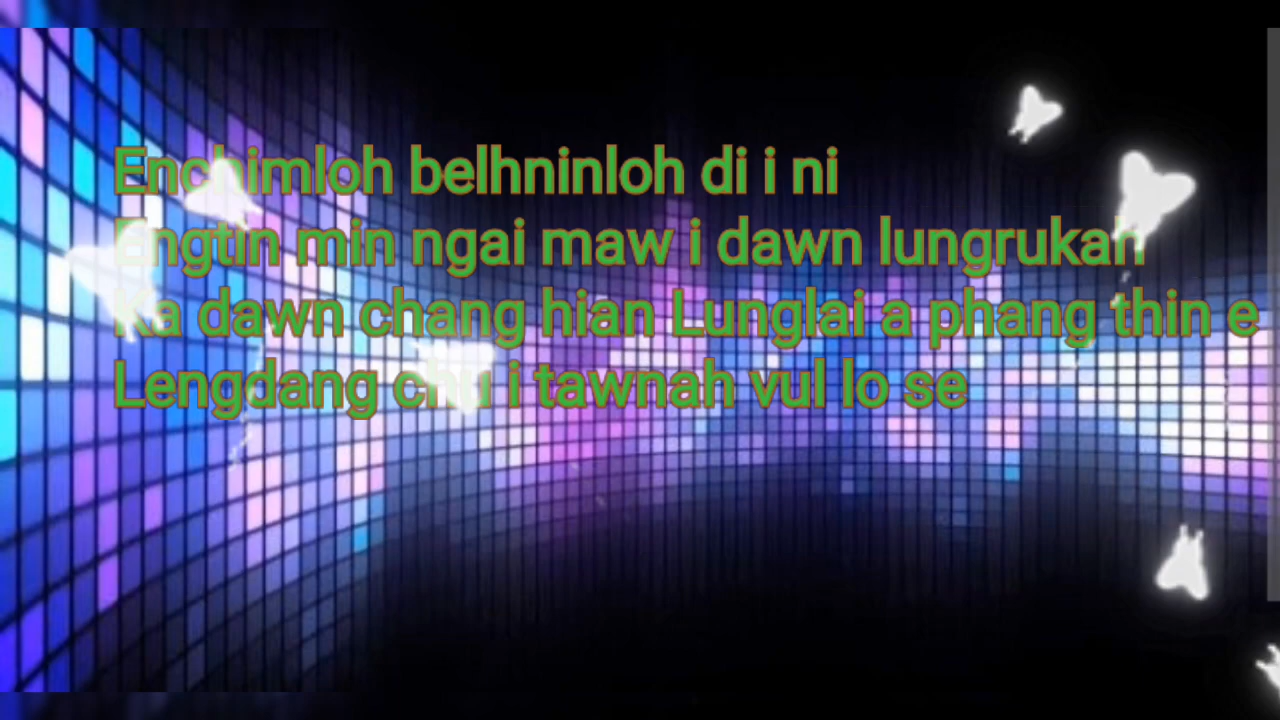 Enchimloh belhninloh di i ni
Engtin min ngai maw i dawn lungrukah
Ka dawn chang hian Lunglai a phang thin e
Lengdang chu i tawnah vul lo se